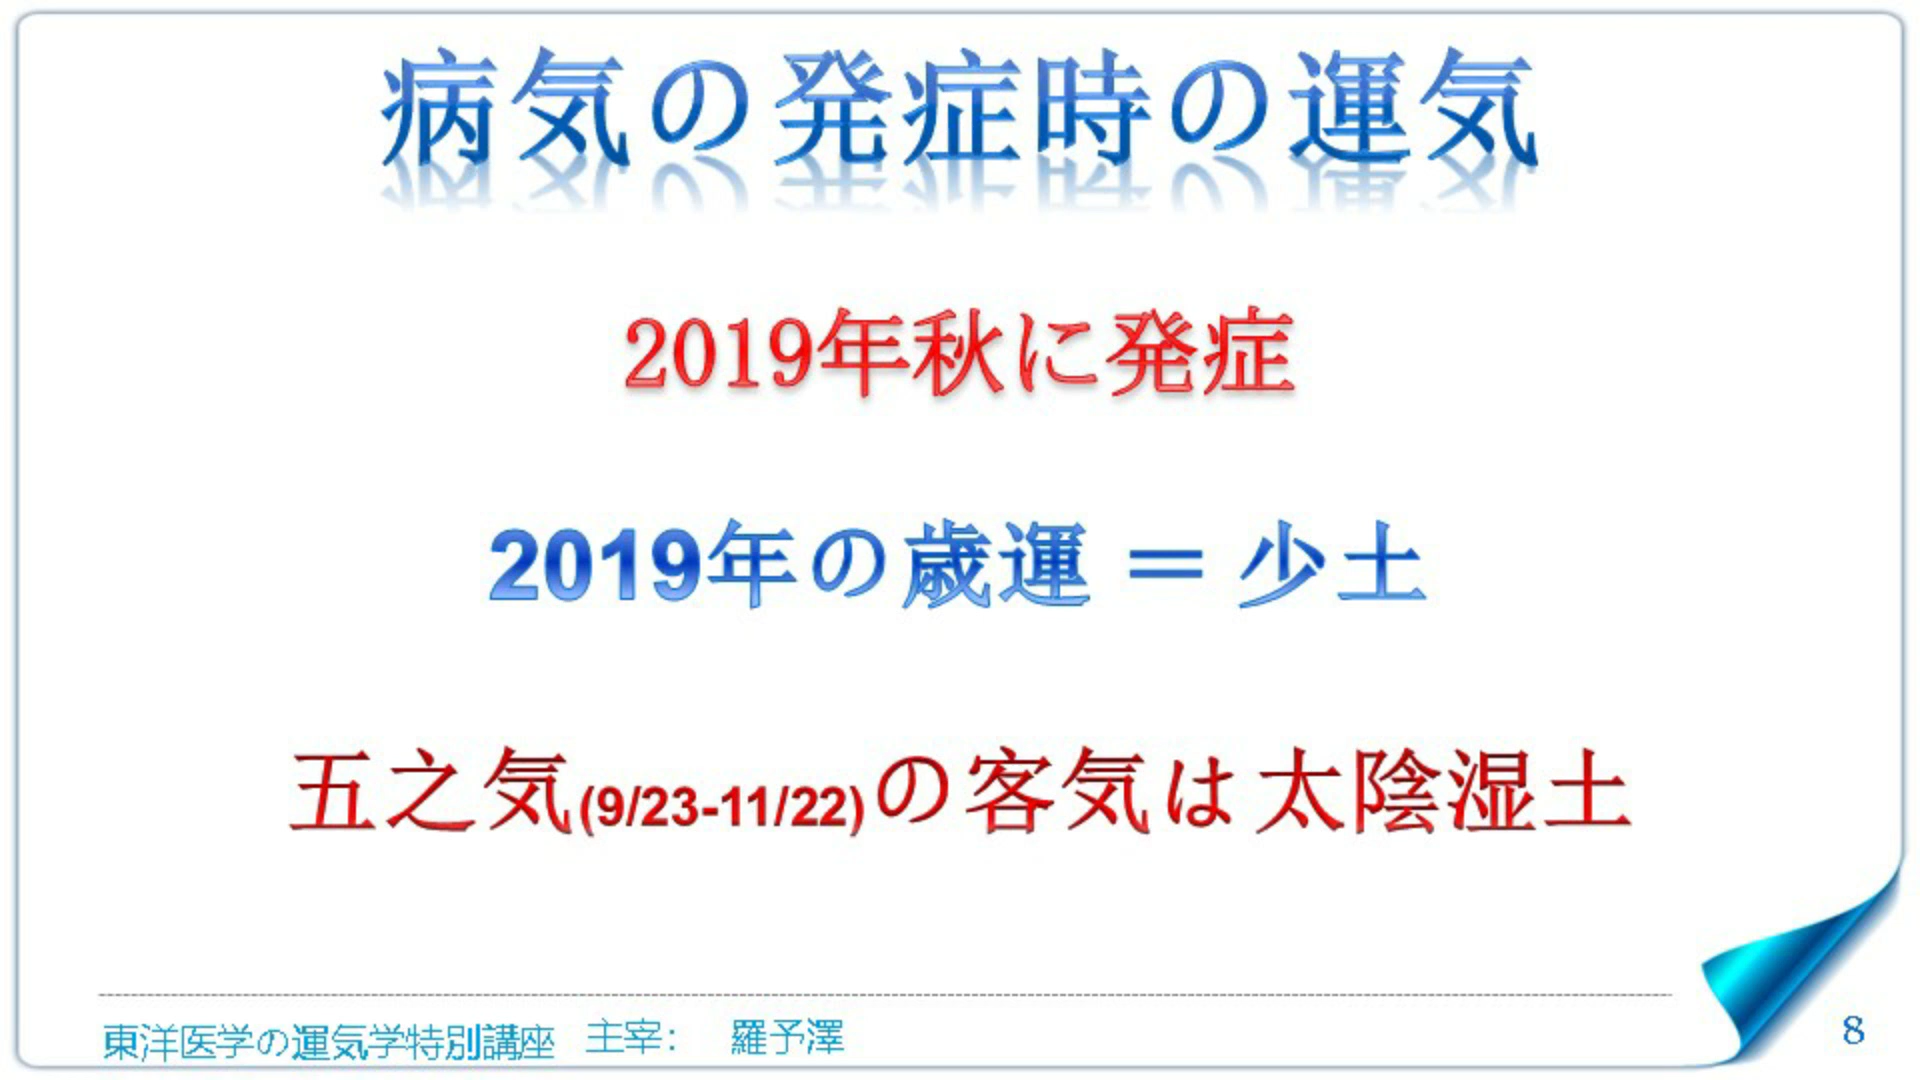 病気の発症時の運気
2019年秋に発症
2019年の歳運 = 少土
五之気(9/23-11/22)の客気は太陰湿土
東洋医学の運気学特別講座 主宰: 羅予澤
8